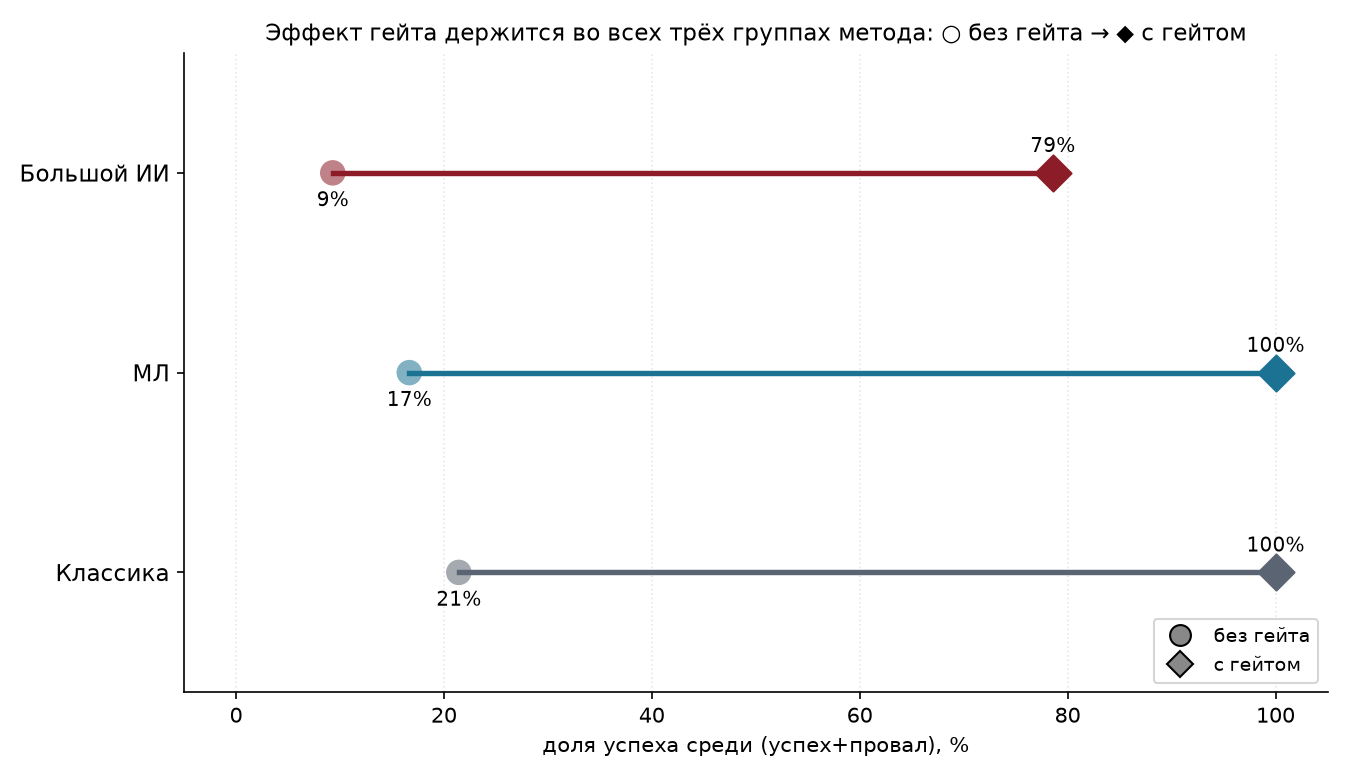 Эффект гейта держится во всех трёх группах метода: ○ без гейта → ◆ с гейтом
Большой ИИ
79%
9%
МЛ
100%
17%
Классика
100%
21%
без гейта
с гейтом
0 20 40 60 80 100
доля успеха среди (успех+провал), %